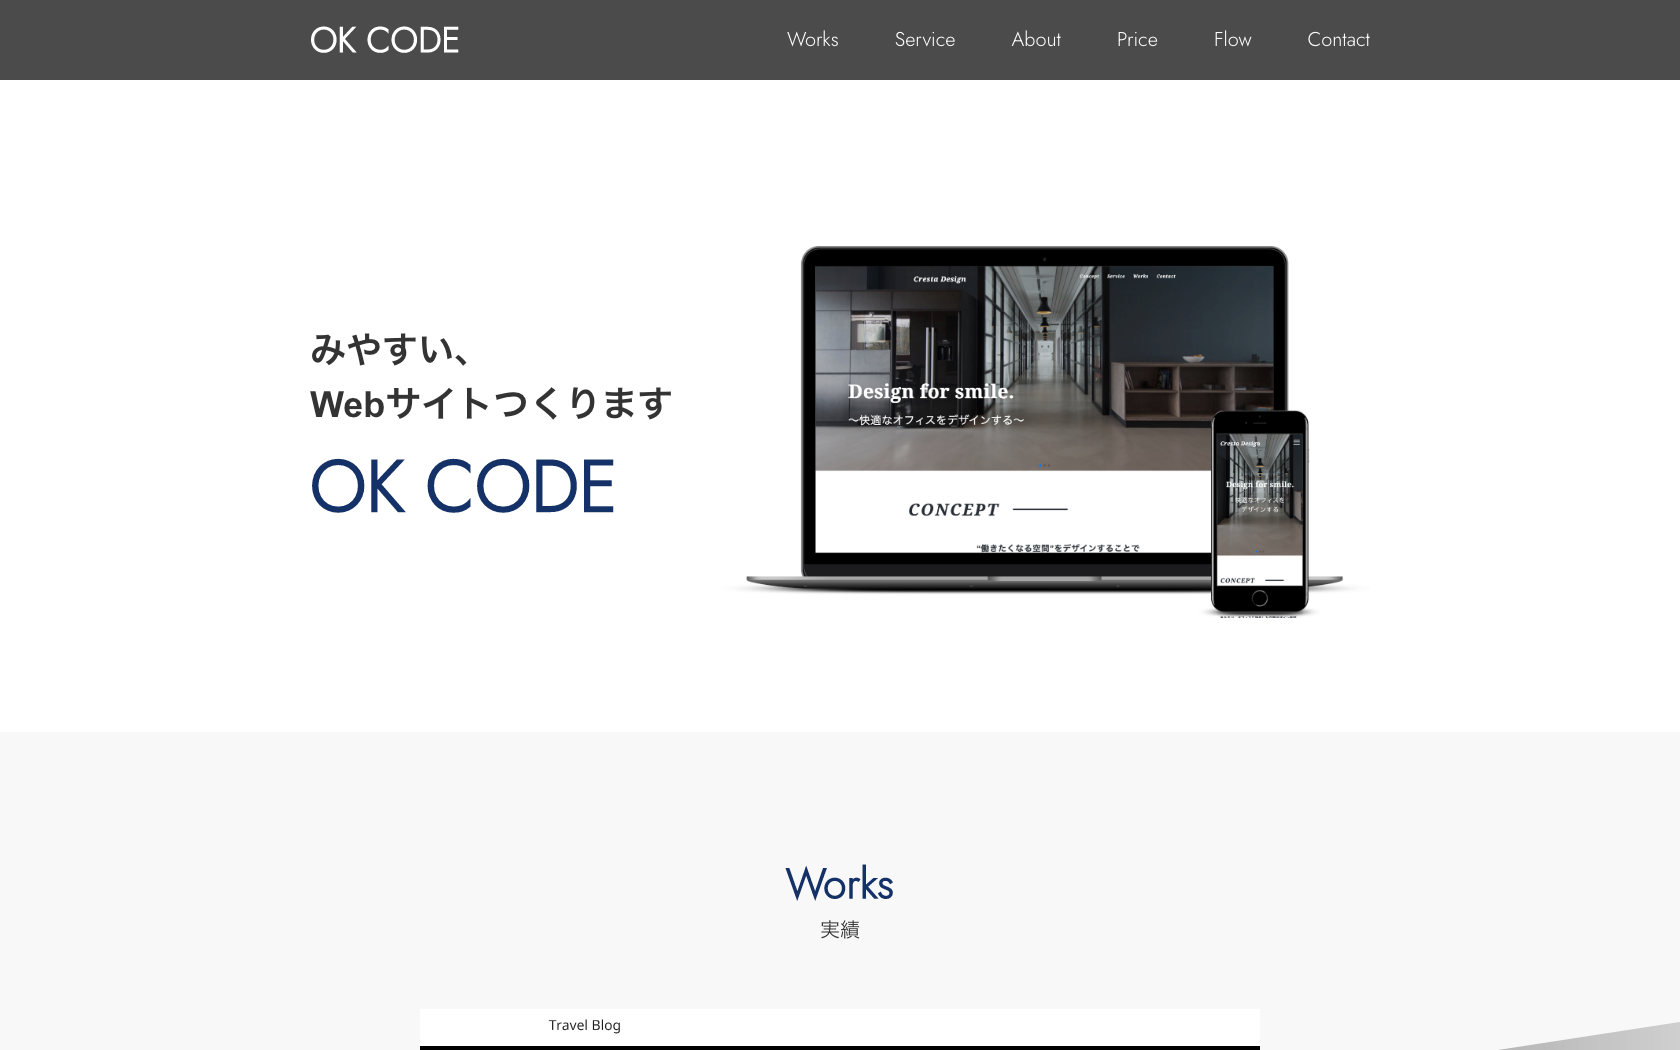 OK CODE
Works
Service
About
Price
Flow
Contact
みやすい、
Webサイトつくります
OK CODE
Cresta Design
Concept
Service
Works
Contact
Design for smile.
～快適なオフィスをデザインする～
CONCEPT
“働きたくなる空間”をデザインすることで
Cresta Design
Design for smile.
快適なオフィスを
デザインする
CONCEPT
Works
実績
Travel Blog